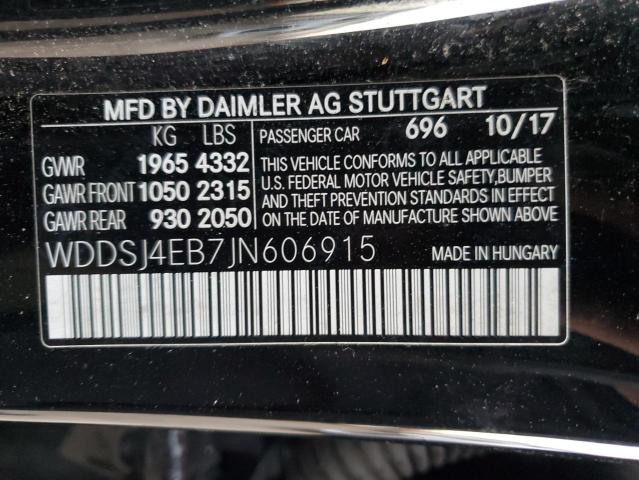 MFD BY DAIMLER AG STUTTGART
KG LBS
GVWR 1965 4332
GAWR FRONT 1050 2315
GAWR REAR 930 2050
PASSENGER CAR 696 10/17
THIS VEHICLE CONFORMS TO ALL APPLICABLE
U.S. FEDERAL MOTOR VEHICLE SAFETY,BUMPER
AND THEFT PREVENTION STANDARDS IN EFFECT
ON THE DATE OF MANUFACTURE SHOWN ABOVE
WDDSJ4EB7JN606915
MADE IN HUNGARY